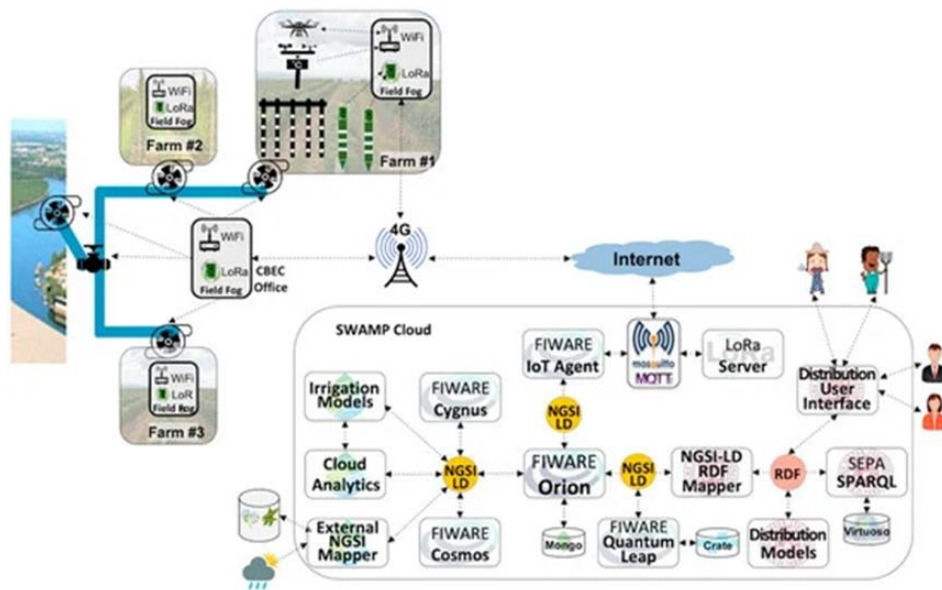 WiFi
LoRa
Field Fog
Farm #1
WiFi
LoRa
Field Fog
Farm #2
4G
WiFi
LoRa
Field Fog
CBEC
Office
Internet
WiFi
LoR
Field Fog
Farm #3
SWAMP Cloud
FIWARE
IoT Agent
mosquitto
MQTT
LoRa
LoRa
Server
Distribution
User
Interface
Irrigation
Models
FIWARE
Cygnus
NGSI
LD
Cloud
Analytics
NGSI
LD
FIWARE
Orion
NGSI
LD
NGSI-LD
RDF
Mapper
RDF
SEPA
SPARQL
External
NGSI
Mapper
FIWARE
Cosmos
Mongo
FIWARE
Quantum
Leap
Crate
Distribution
Models
Virtuoso